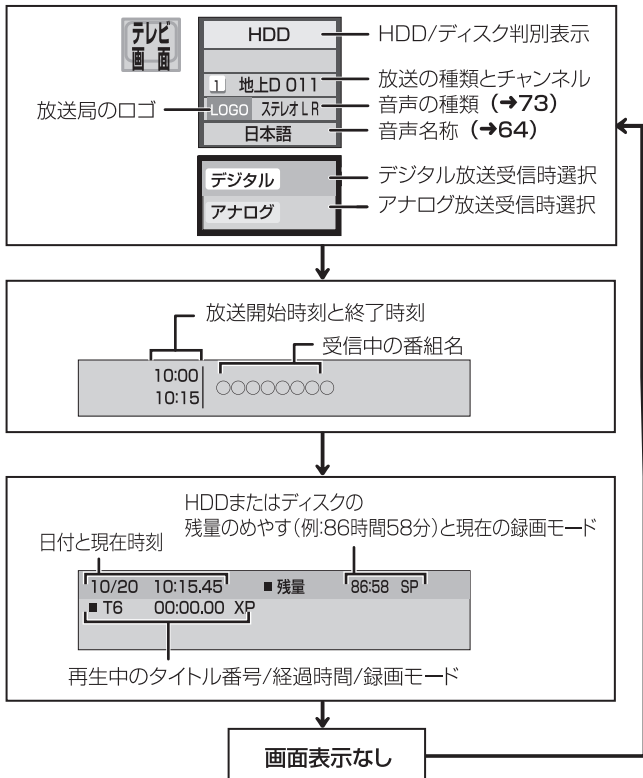 テレビ
画面
HDD
HDD/ディスク判別表示
1 地上D 011
放送の種類とチャンネル
放送局のロゴ
LOGO ステレオ L R
音声の種類 (➔73)
日本語
音声名称 (➔64)
デジタル
デジタル放送受信時選択
アナログ
アナログ放送受信時選択
放送開始時刻と終了時刻
受信中の番組名
10:00
10:15
○○○○○○○○
HDDまたはディスクの
残量のめやす(例:86時間58分)と現在の録画モード
日付と現在時刻
10/20 10:15.45 ■残量 86:58 SP
■ T6 00:00.00 XP
再生中のタイトル番号/経過時間/録画モード
画面表示なし